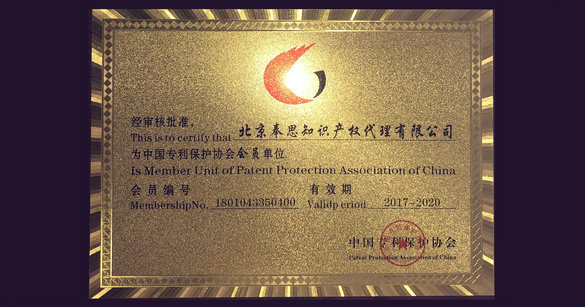 经审核批准，
This is to certify that 北京奉思知识产权代理有限公司
为中国专利保护协会会员单位
Is Member Unit of Patent Protection Association of China
会员编号 有效期
MembershipNo. 1801043350400 Validp eriod 2017-2020
中国专利保护协会
Patent Protection Association of China